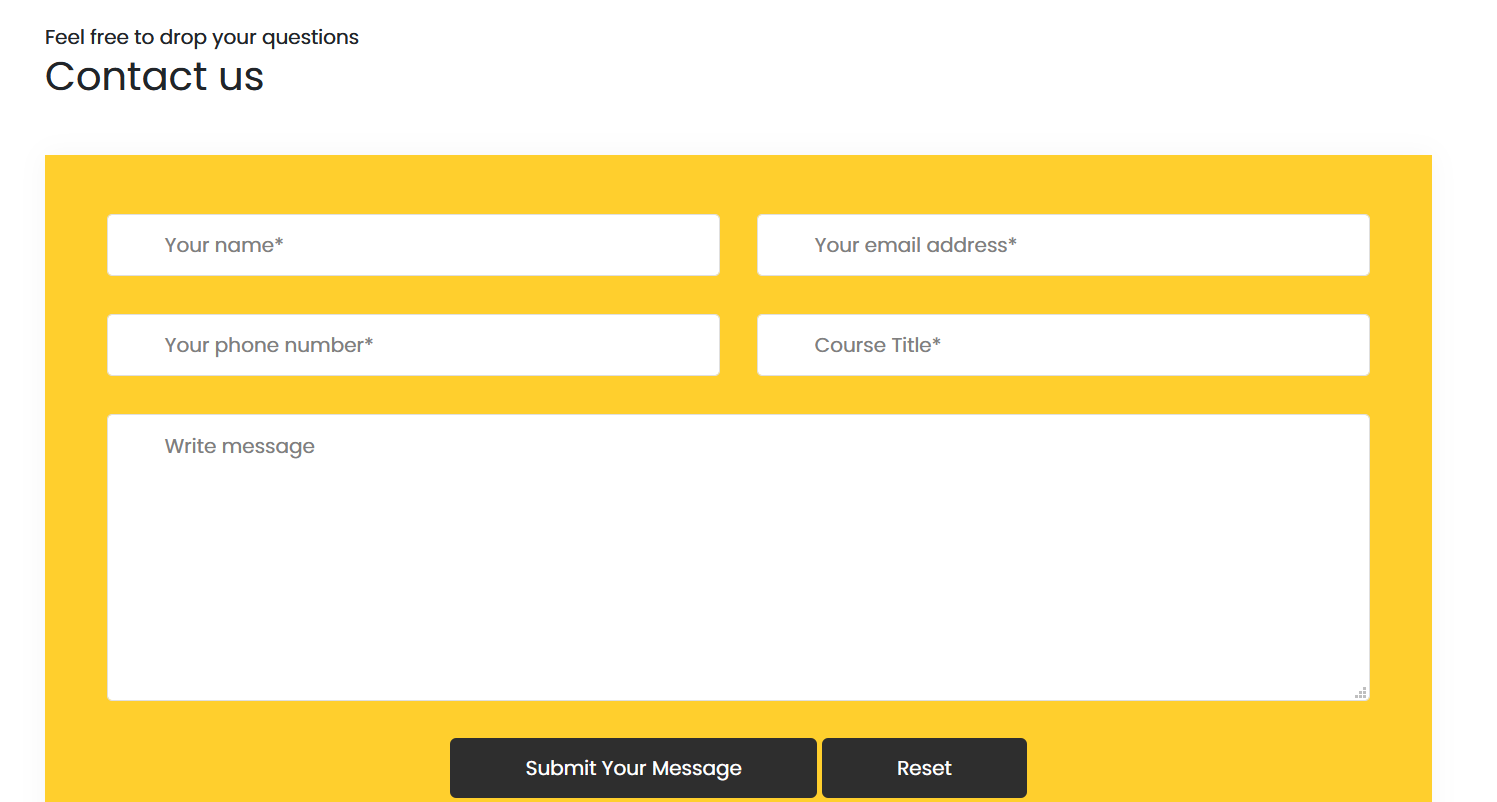 Feel free to drop your questions
Contact us
Your name*
Your email address*
Your phone number*
Course Title*
Write message
Submit Your Message
Reset